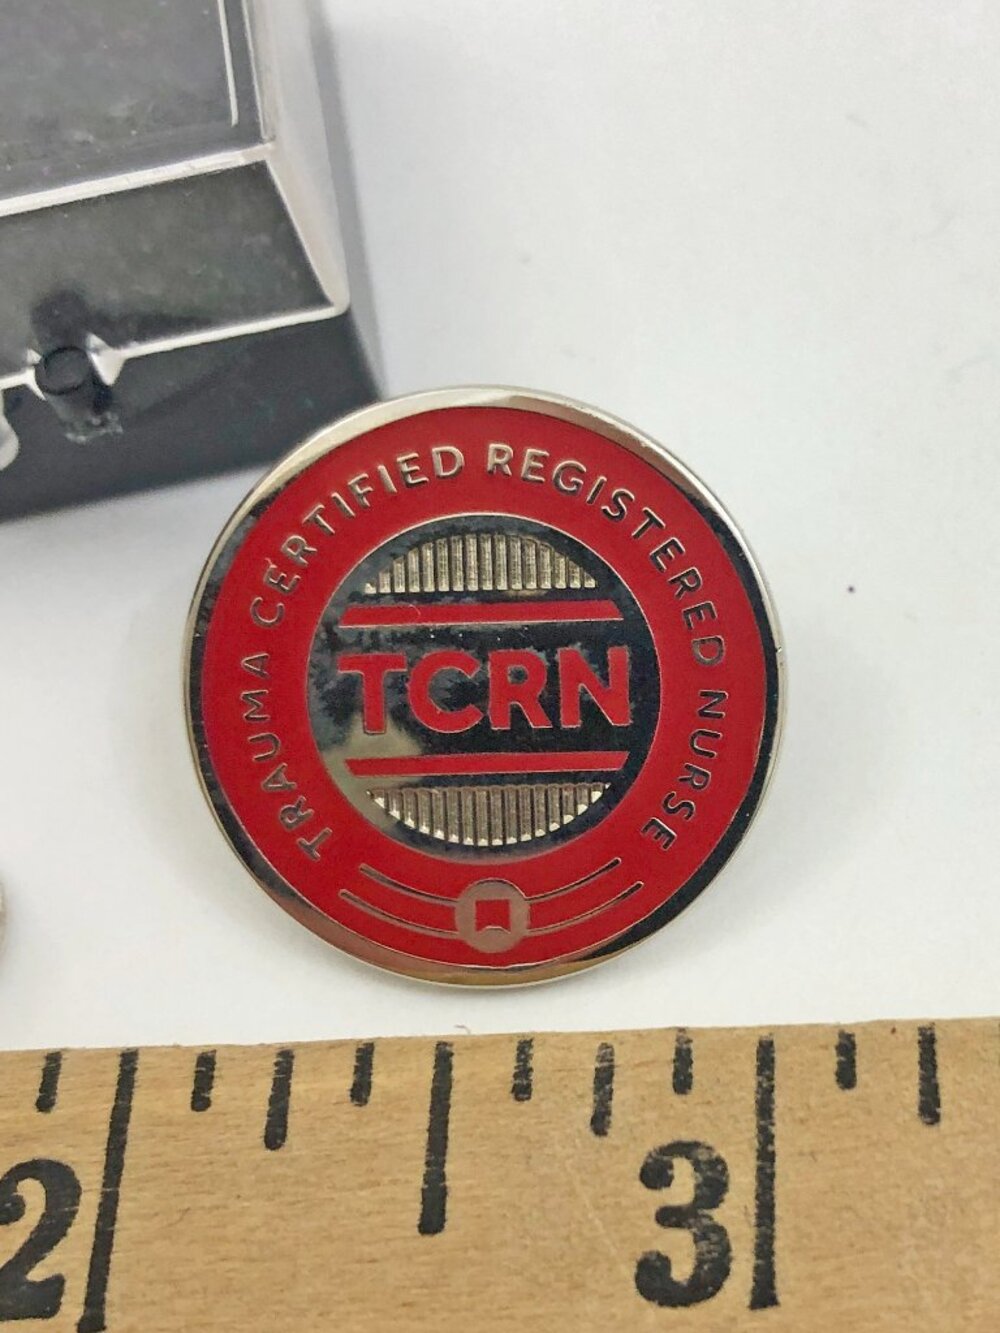 TRAUMA CERTIFIED REGISTERED NURSE
TCRN
2 3